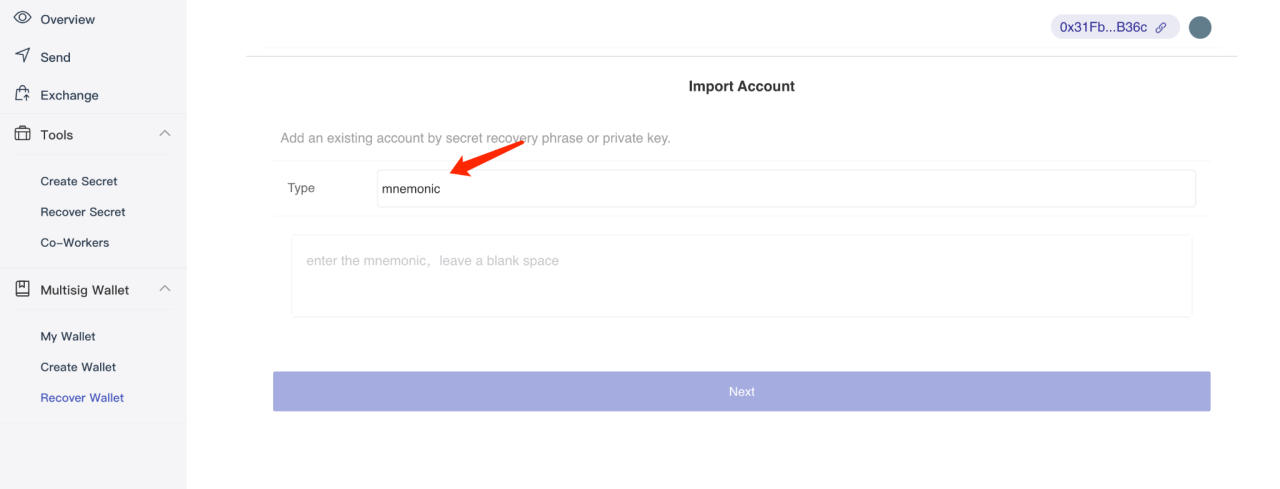 Overview
Send
Exchange
Tools
Create Secret
Recover Secret
Co-Workers
Multisig Wallet
My Wallet
Create Wallet
Recover Wallet
0x31Fb...B36c
Import Account
Add an existing account by secret recovery phrase or private key.
Type mnemonic
enter the mnemonic，leave a blank space
Next